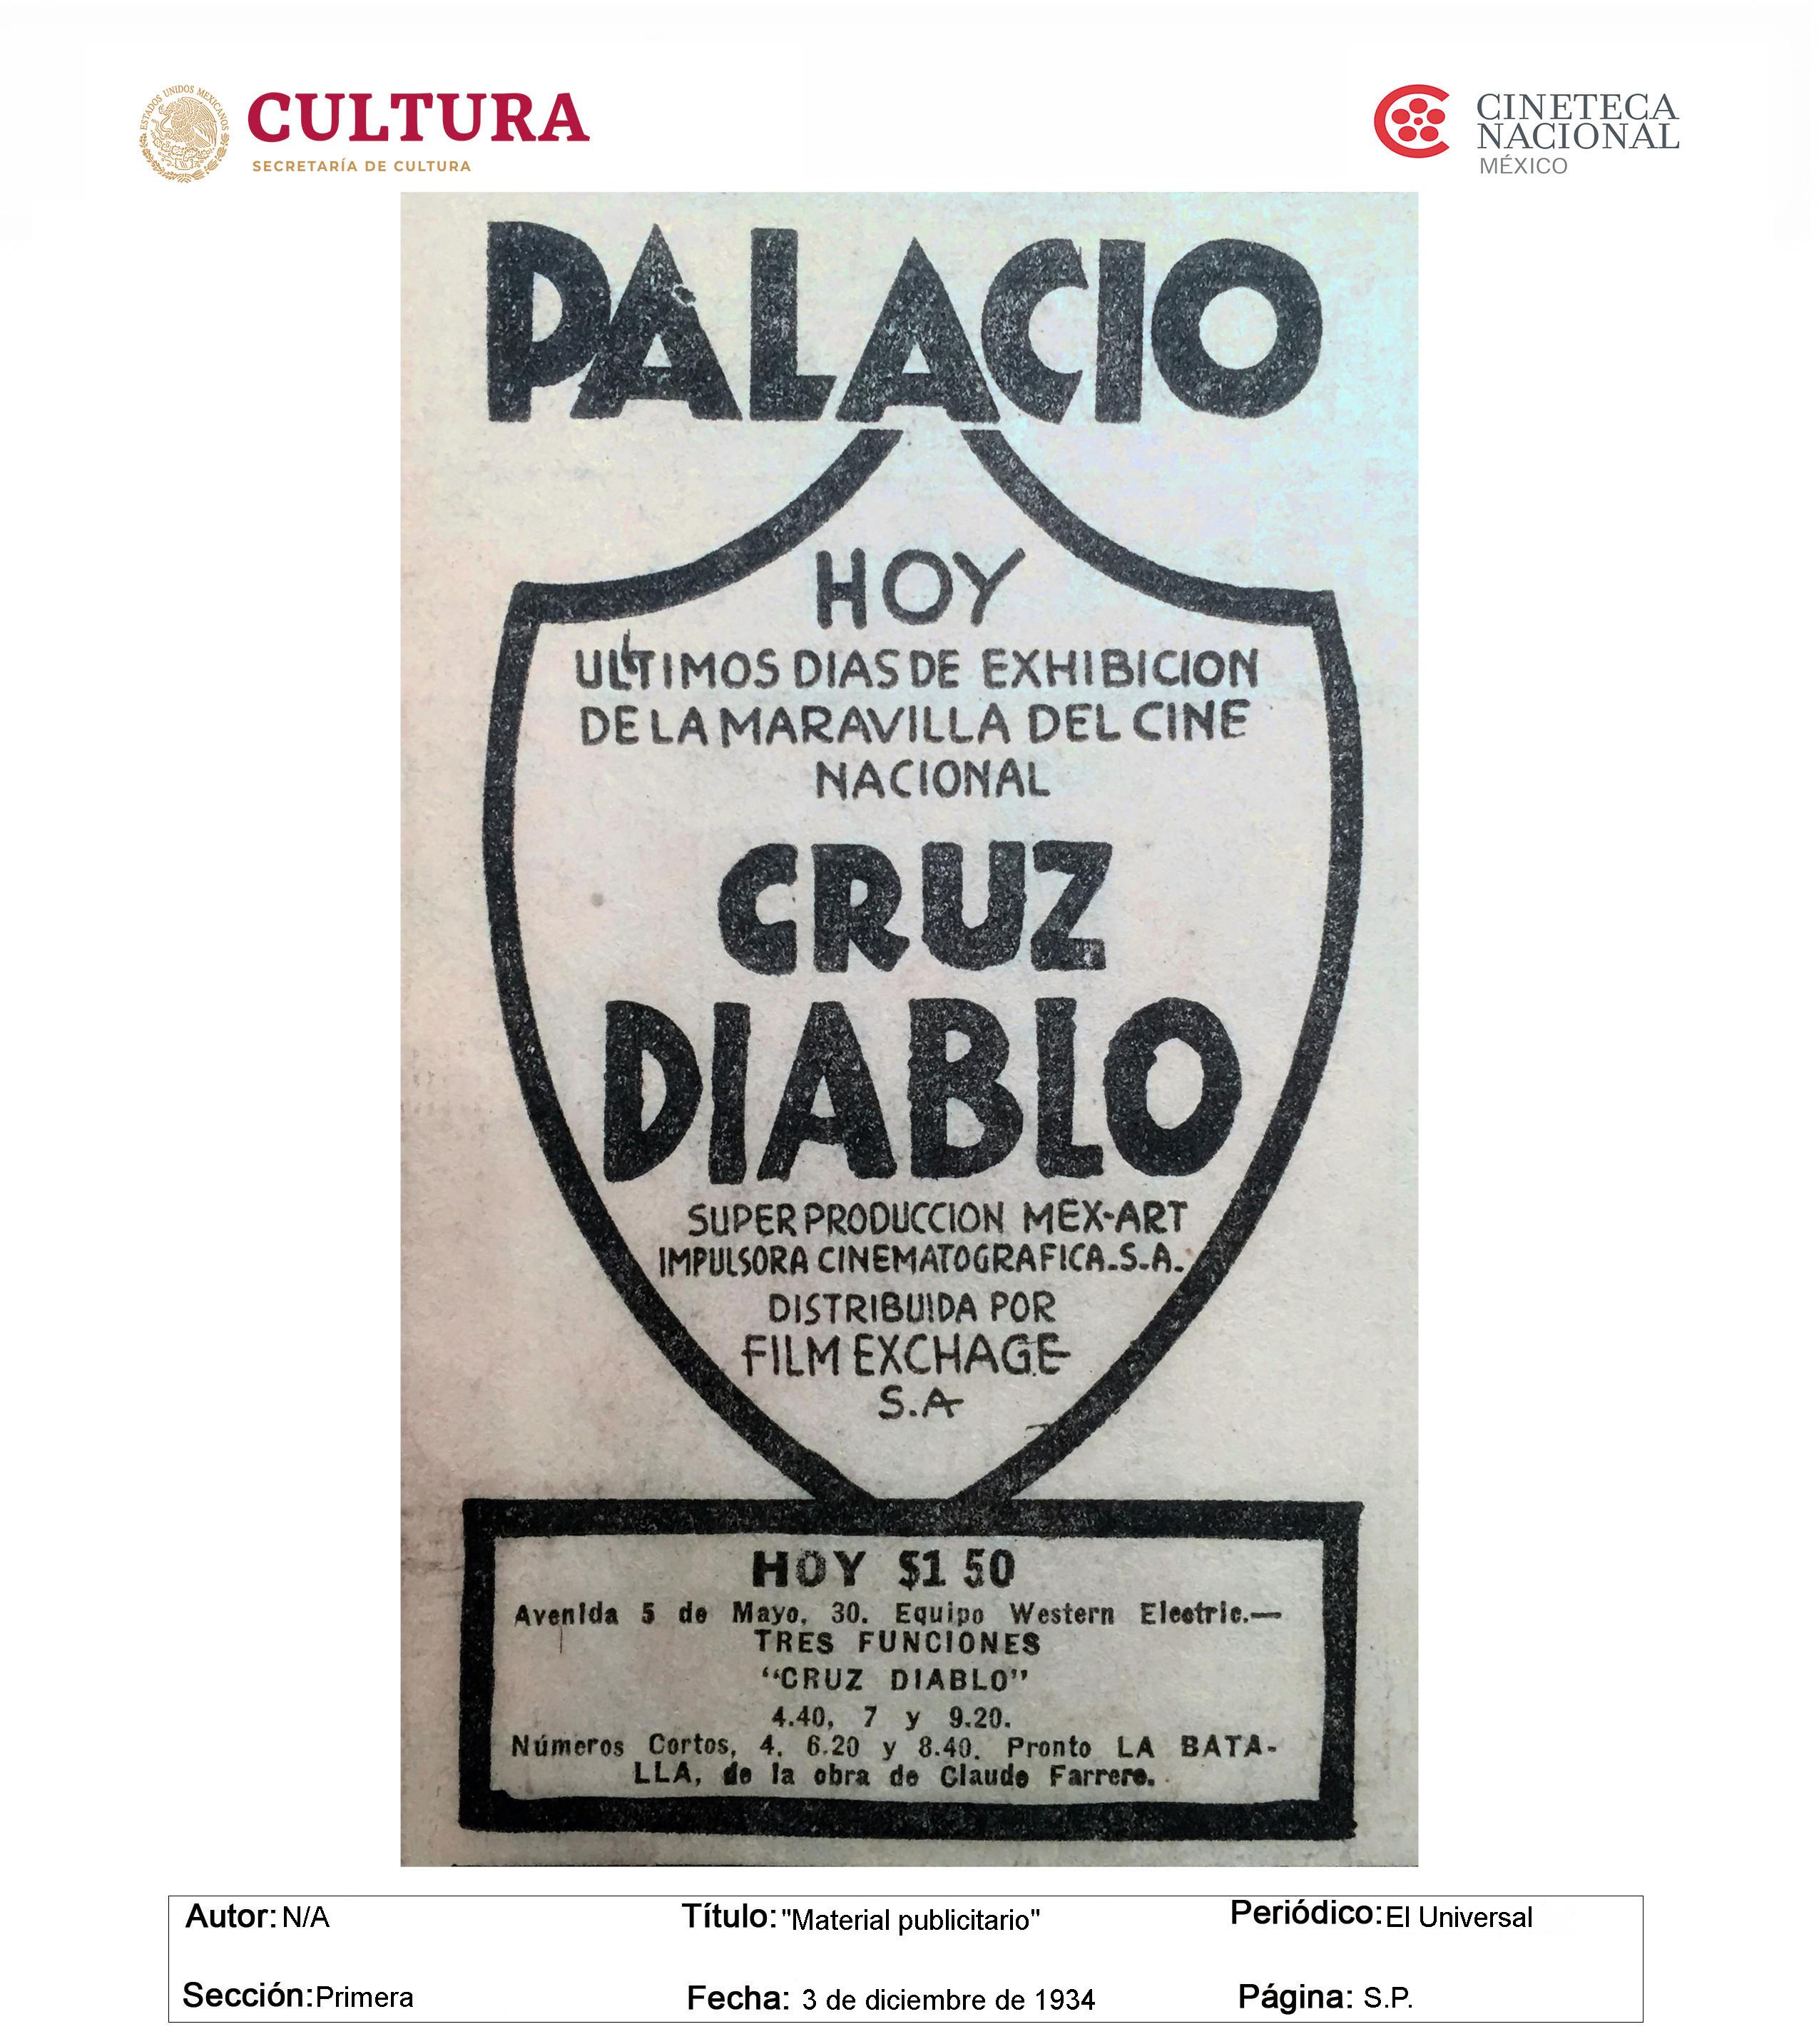 ESTADOS UNIDOS MEXICANOS
CULTURA
SECRETARÍA DE CULTURA
CINETECA
NACIONAL
MÉXICO
PALACIO
HOY
ULTIMOS DIAS DE EXHIBICION
DE LA MARAVILLA DEL CINE
NACIONAL
CRUZ
DIABLO
SUPER PRODUCCION MEX-ART
IMPULSORA CINEMATOGRAFICA.S.A.
DISTRIBUIDA POR
FILM EXCHAGE
S.A
HOY $1 50
Avenida 5 de Mayo, 30. Equipo Western Electric.—
TRES FUNCIONES
“CRUZ DIABLO”
4.40, 7 y 9.20.
Números Cortos, 4, 6.20 y 8.40. Pronto LA BATA-
LLA, de la obra de Claude Farrere.
Autor: N/A Título: "Material publicitario" Periódico: El Universal
Sección: Primera Fecha: 3 de diciembre de 1934 Página: S.P.